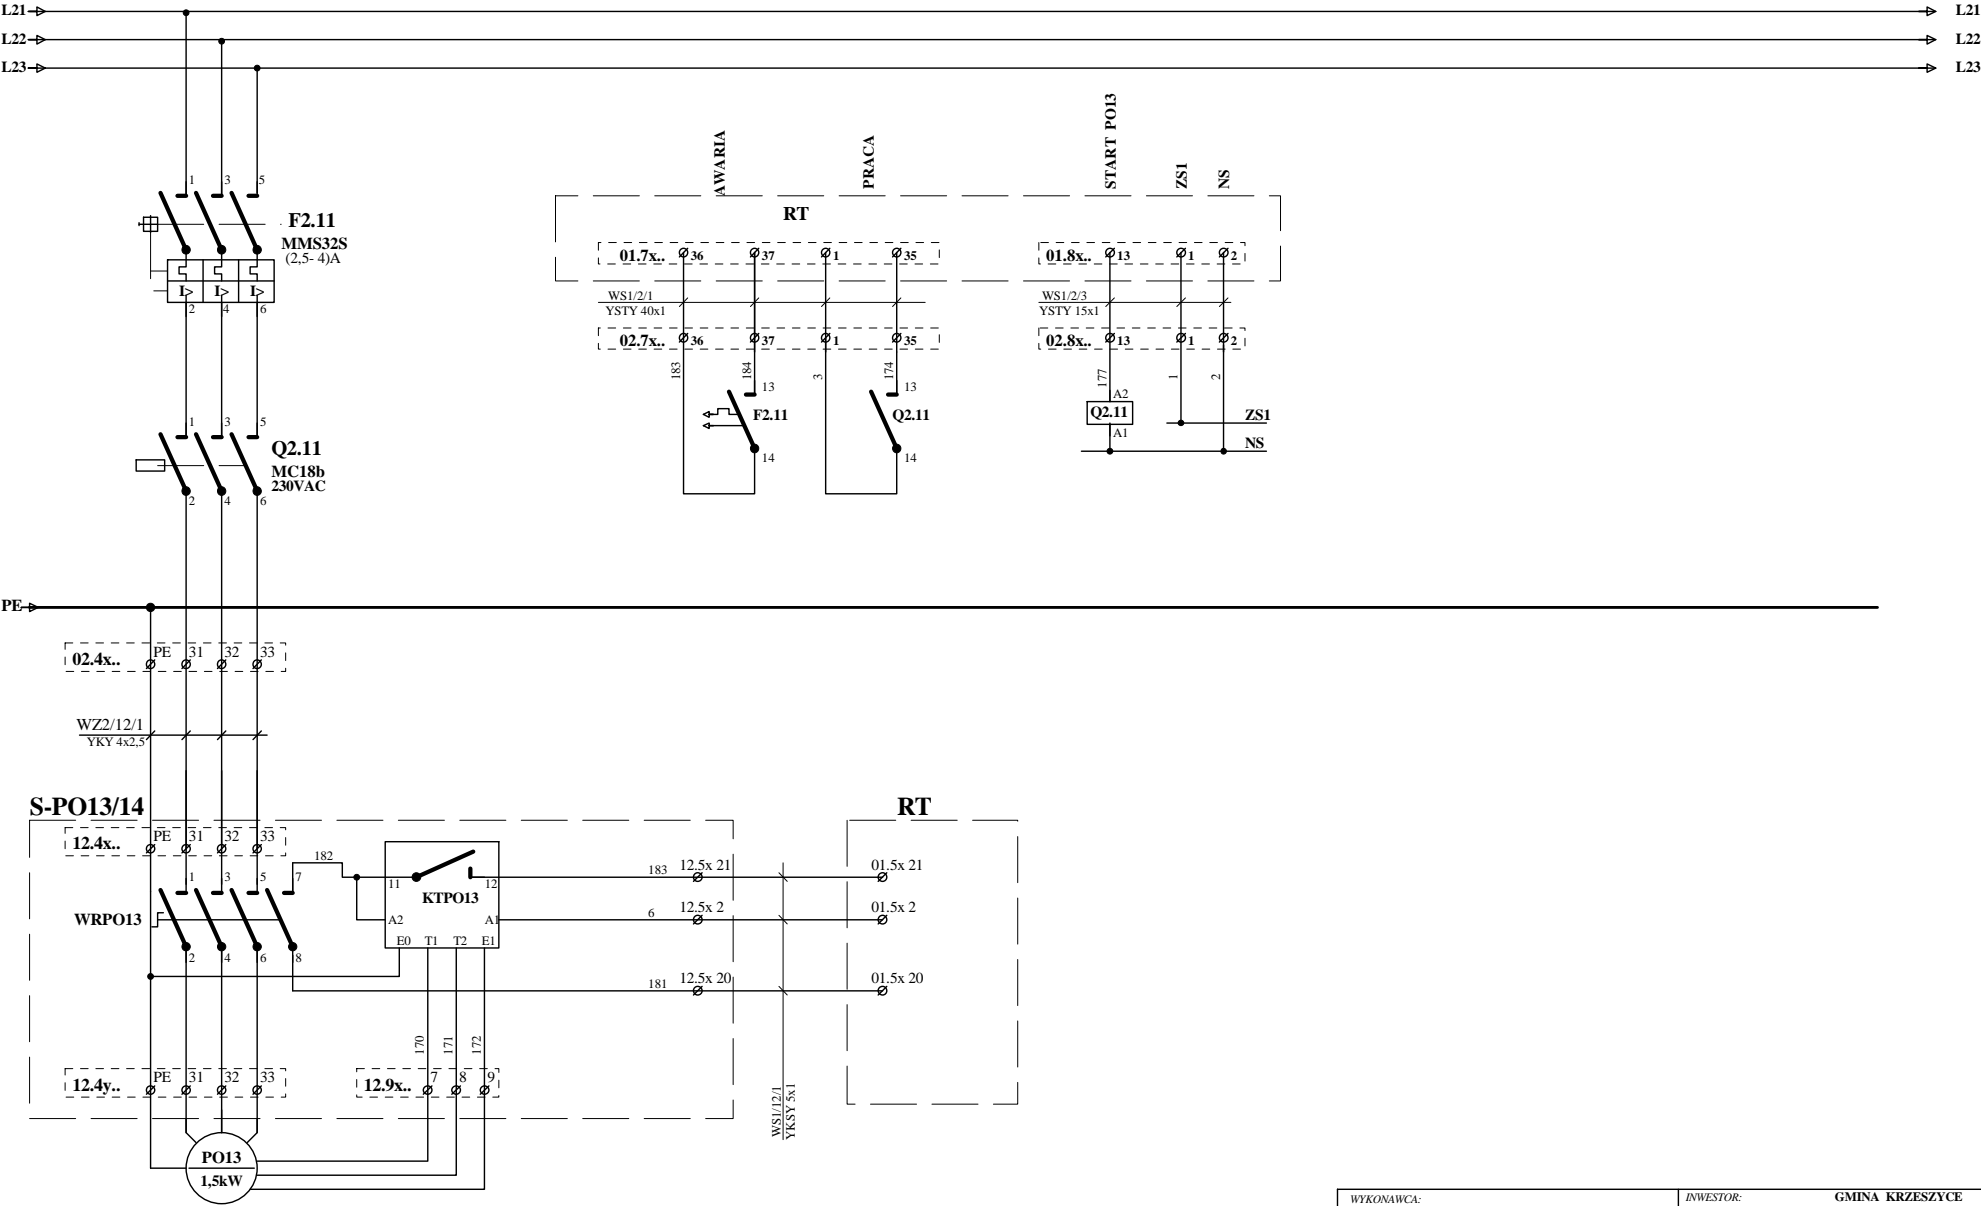 L21 L21
L22 L22
L23 L23
AWARIA PRACA START PO13 ZS1 NS
1 3 5
F2.11
MMS32S
(2,5- 4)A
I> I> I>
2 4 6
RT
01.7x.. 36 37 1 35 01.8x.. 13 1 2
WS1/2/1 WS1/2/3
YSTY 40x1 YSTY 15x1
02.7x.. 36 37 1 35 02.8x.. 13 1 2
183 184 3 174 177 1 2
13 13 A2
F2.11 Q2.11 Q2.11 ZS1
14 14 A1 NS
1 3 5
Q2.11
MC18b
230VAC
2 4 6
PE
02.4x.. PE 31 32 33
WZ2/12/1
YKY 4x2,5
S-PO13/14 RT
12.4x.. PE 31 32 33
182
1 3 5 7
11 12 183 12.5x 21 01.5x 21
KTPO13
WRPO13 A2 A1 6 12.5x 2 01.5x 2
E0 T1 T2 E1
2 4 6 8
181 12.5x 20 01.5x 20
170 171 172
12.4y.. PE 31 32 33 12.9x.. 7 8 9
WS1/12/1
YKSY 5x1
PO13
1,5kW
WYKONAWCA: INWESTOR: GMINA KRZESZYCE